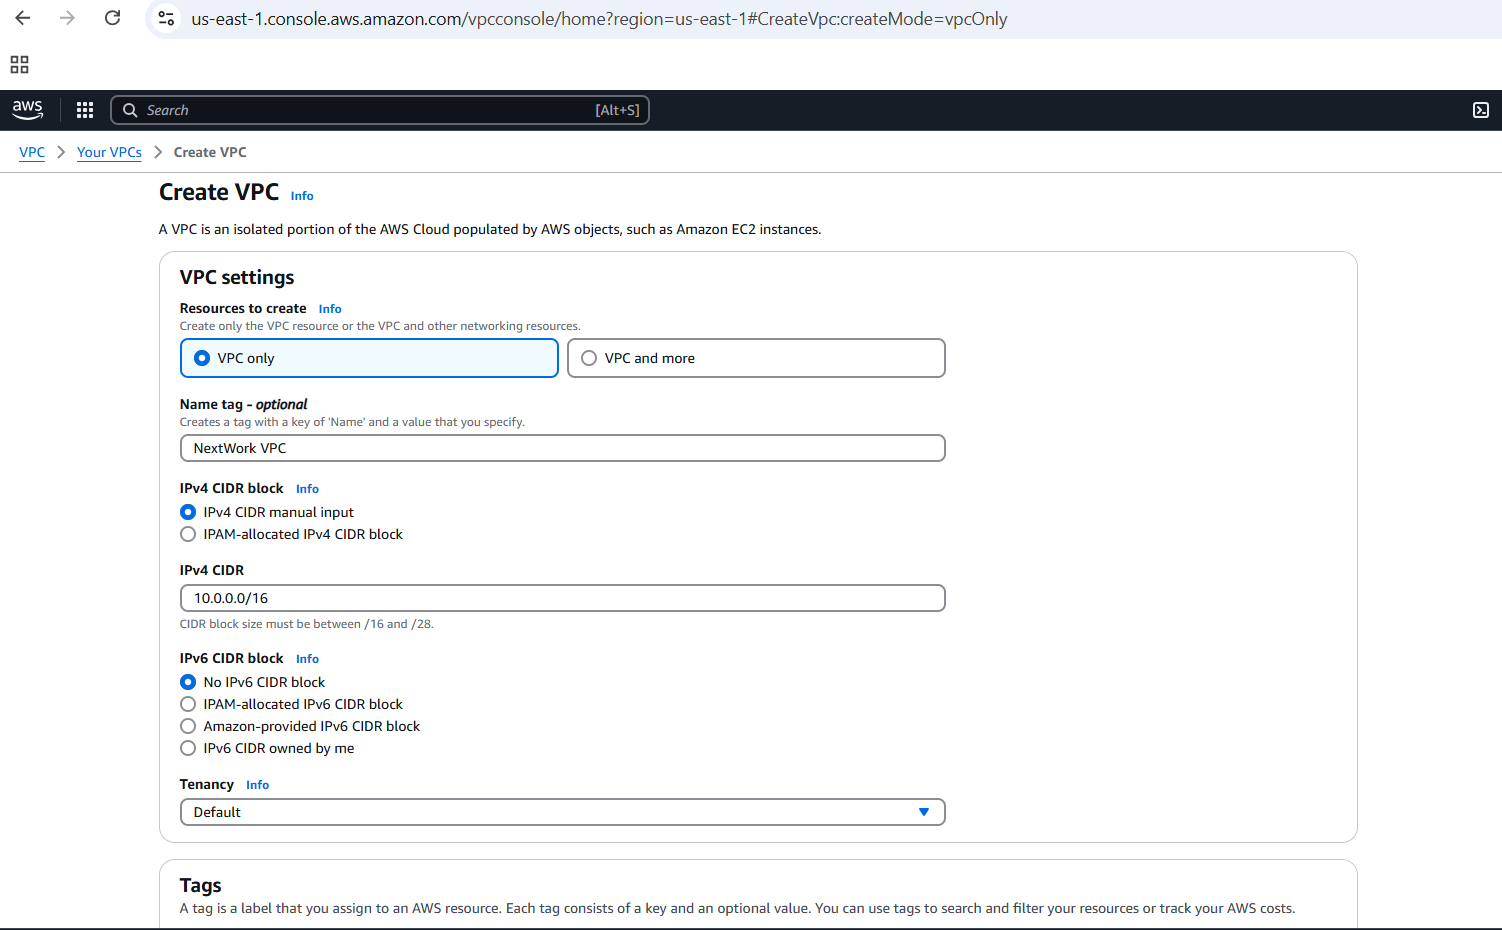 us-east-1.console.aws.amazon.com/vpcconsole/home?region=us-east-1#CreateVpc:createMode=vpcOnly
aws Search [Alt+S]
VPC > Your VPCs > Create VPC
Create VPC Info
A VPC is an isolated portion of the AWS Cloud populated by AWS objects, such as Amazon EC2 instances.
VPC settings
Resources to create Info
Create only the VPC resource or the VPC and other networking resources.
VPC only VPC and more
Name tag - optional
Creates a tag with a key of 'Name' and a value that you specify.
NextWork VPC
IPv4 CIDR block Info
IPv4 CIDR manual input
IPAM-allocated IPv4 CIDR block
IPv4 CIDR
10.0.0.0/16
CIDR block size must be between /16 and /28.
IPv6 CIDR block Info
No IPv6 CIDR block
IPAM-allocated IPv6 CIDR block
Amazon-provided IPv6 CIDR block
IPv6 CIDR owned by me
Tenancy Info
Default
Tags
A tag is a label that you assign to an AWS resource. Each tag consists of a key and an optional value. You can use tags to search and filter your resources or track your AWS costs.